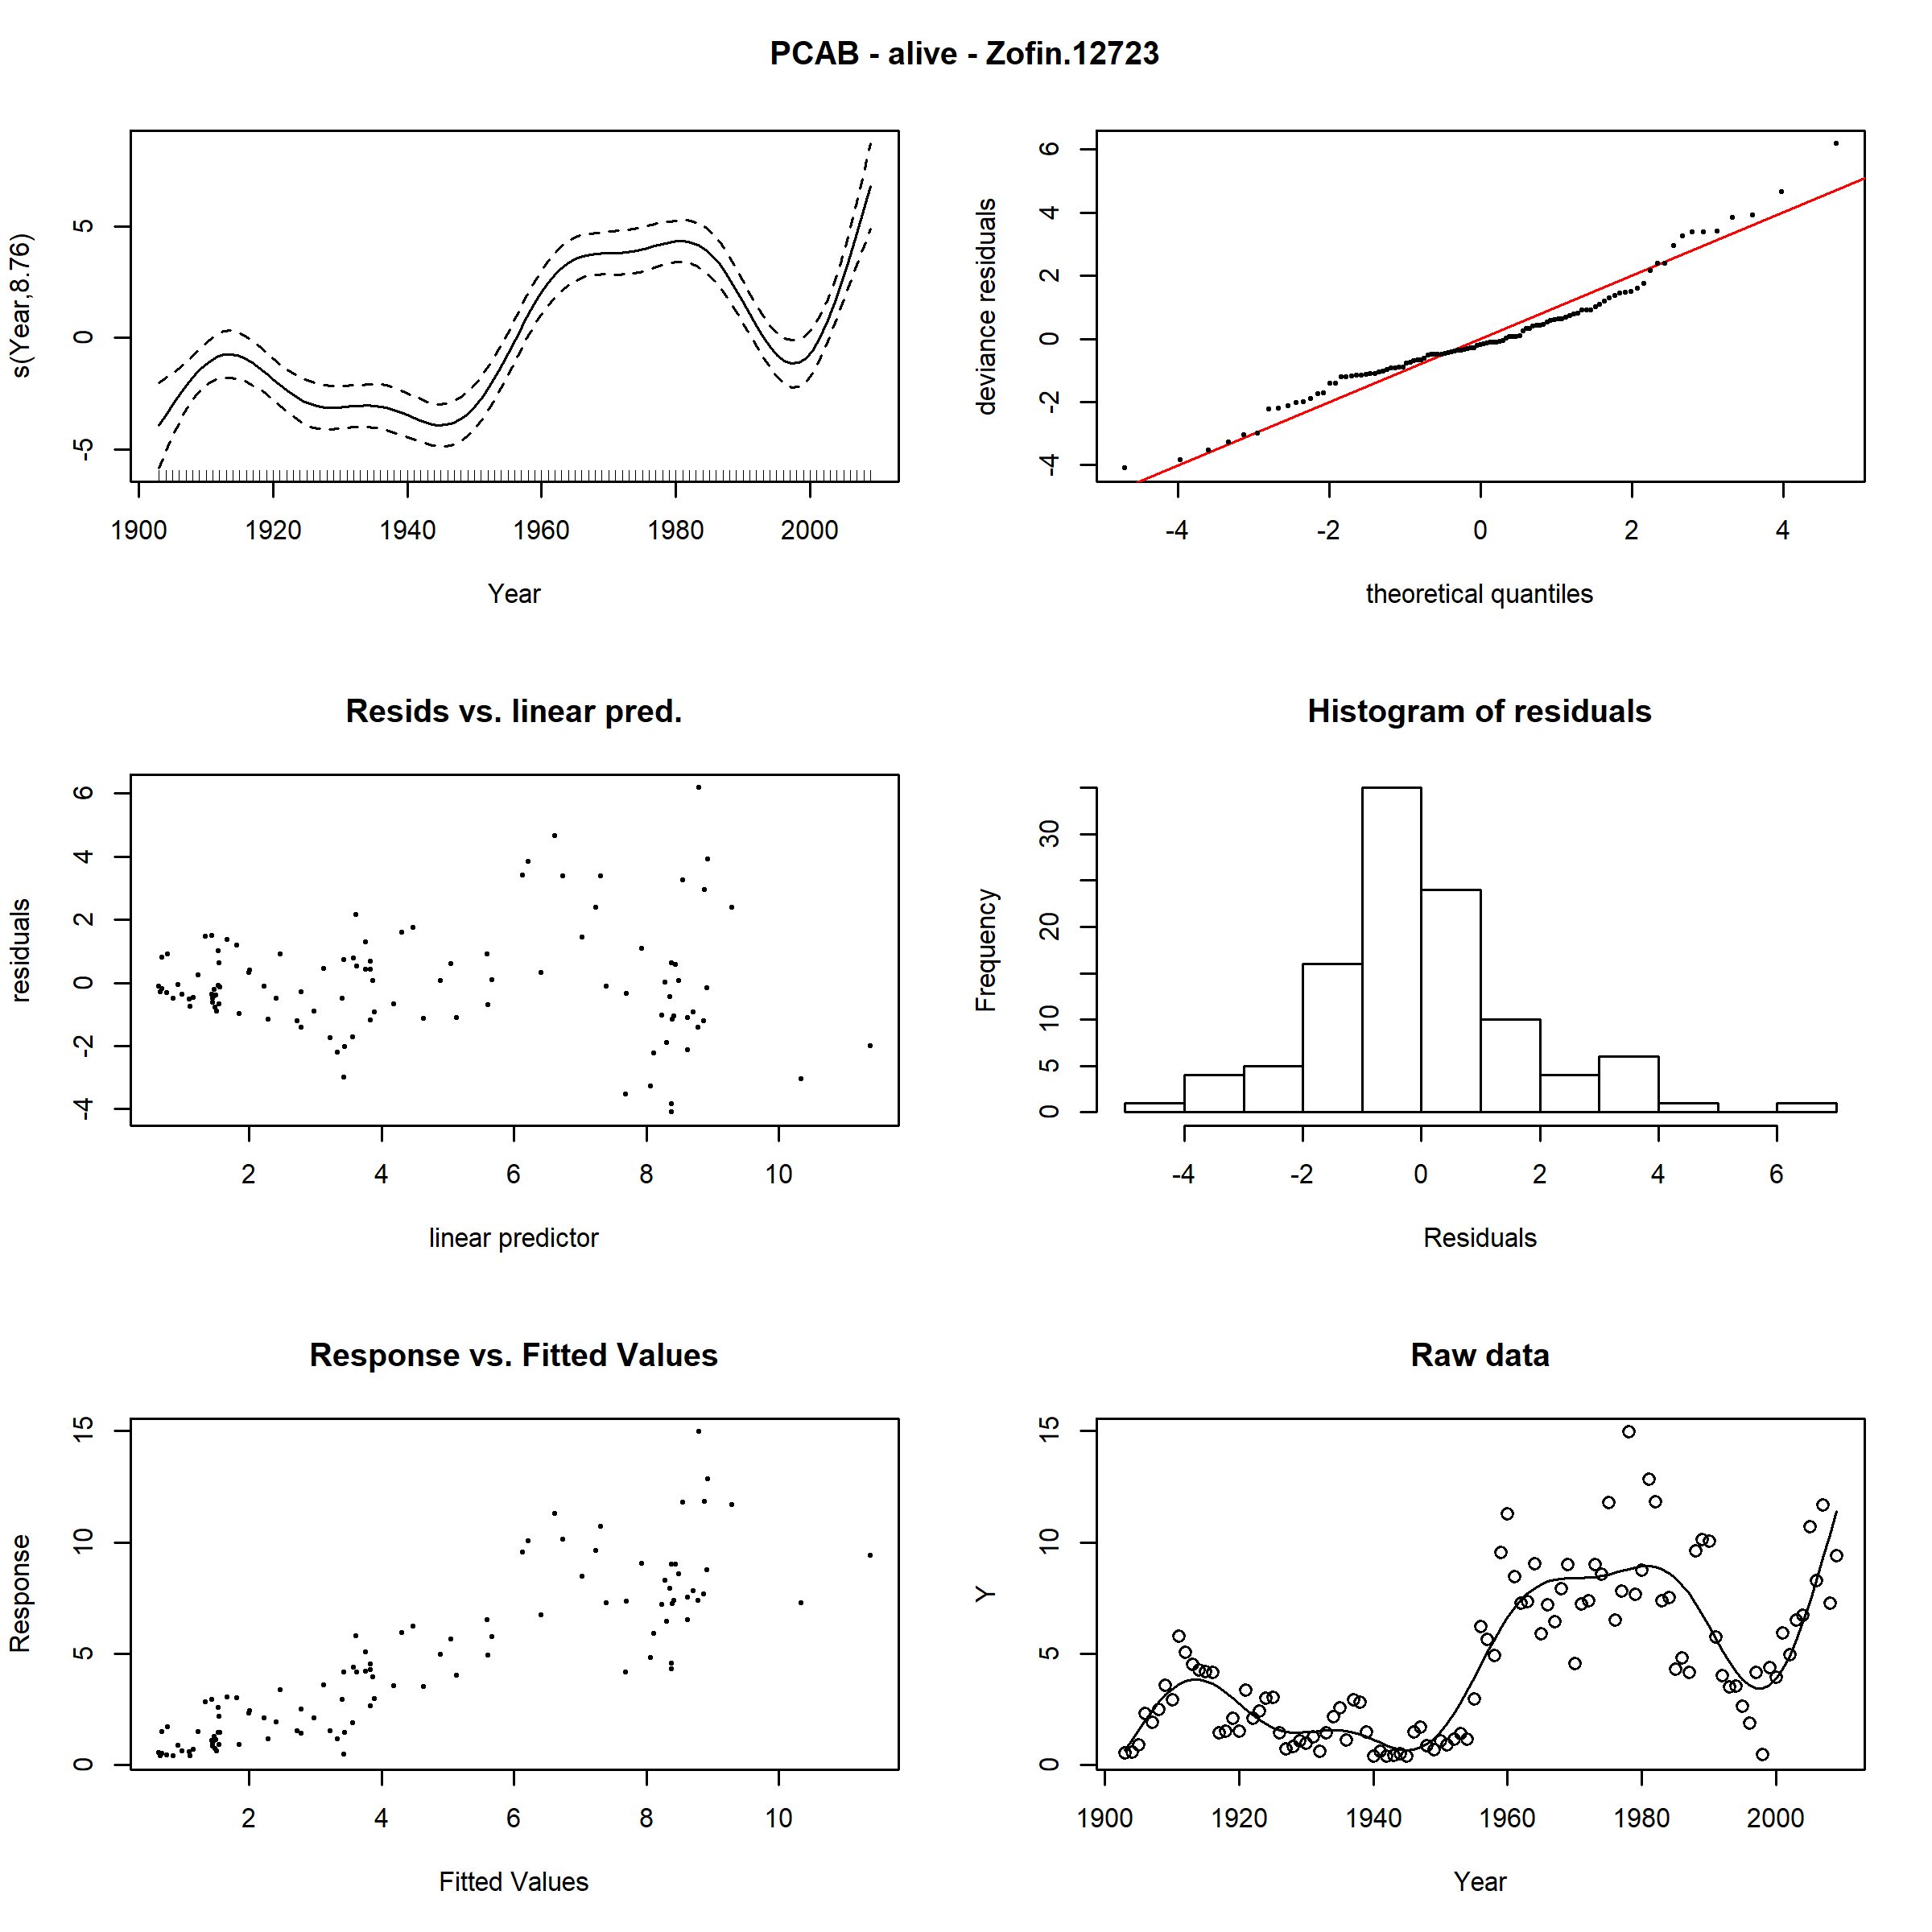 PCAB - alive - Zofin.12723
s(Year,8.76)
5
0
-5
1900 1920 1940 1960 1980 2000
Year
deviance residuals
6
4
2
0
-2
-4
-4 -2 0 2 4
theoretical quantiles
Resids vs. linear pred.
residuals
6
4
2
0
-2
-4
2 4 6 8 10
linear predictor
Histogram of residuals
Frequency
30
20
10
5
0
-4 -2 0 2 4 6
Residuals
Response vs. Fitted Values
Response
15
10
5
0
2 4 6 8 10
Fitted Values
Raw data
Y
15
10
5
0
1900 1920 1940 1960 1980 2000
Year